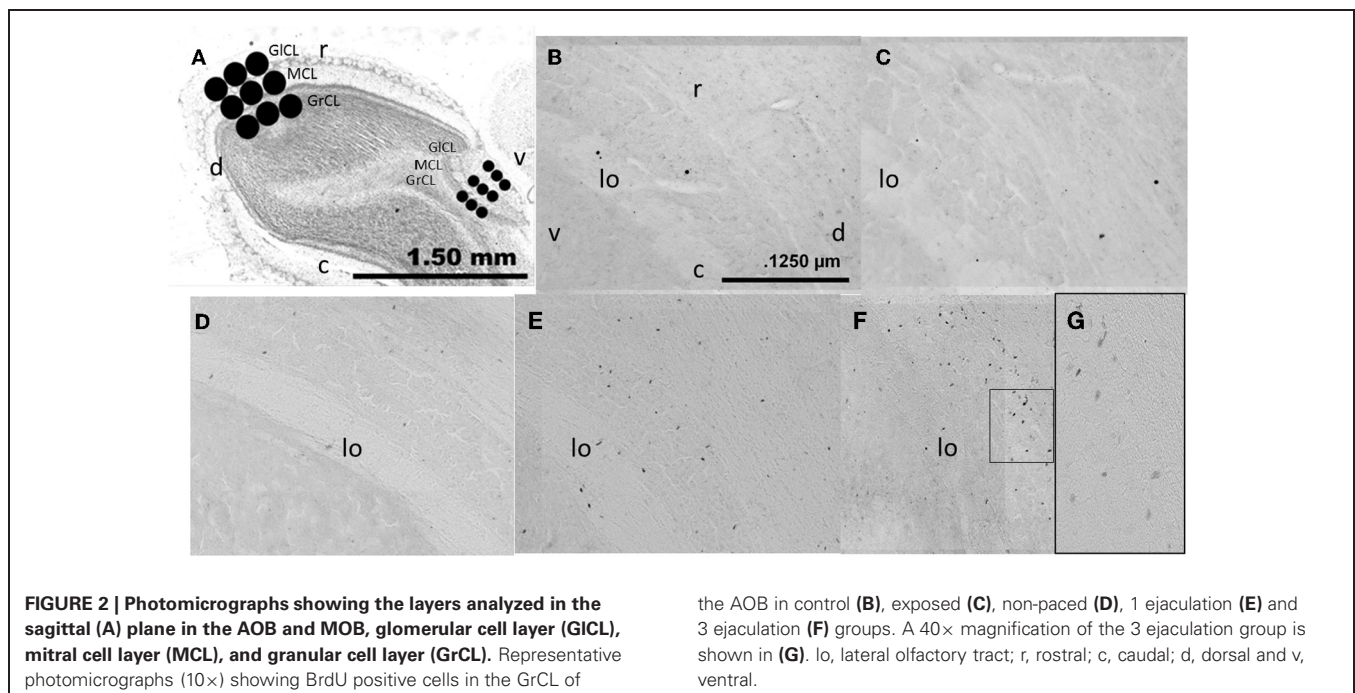 A
GlCL
r
MCL
GrCL
d
GlCL
MCL
GrCL
v
c
1.50 mm
B
r
lo
v
d
c
.1250 µm
C
lo
D
lo
E
lo
F
lo
G
FIGURE 2 | Photomicrographs showing the layers analyzed in the
sagittal (A) plane in the AOB and MOB, glomerular cell layer (GlCL),
mitral cell layer (MCL), and granular cell layer (GrCL). Representative
photomicrographs (10×) showing BrdU positive cells in the GrCL of
the AOB in control (B), exposed (C), non-paced (D), 1 ejaculation (E) and
3 ejaculation (F) groups. A 40× magnification of the 3 ejaculation group is
shown in (G). lo, lateral olfactory tract; r, rostral; c, caudal; d, dorsal and v,
ventral.